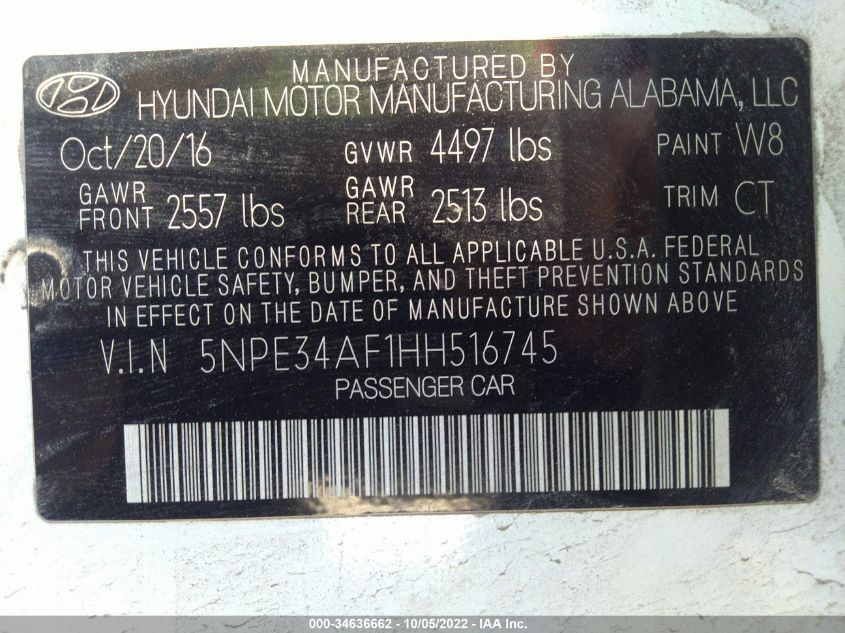 MANUFACTURED BY
HYUNDAI MOTOR MANUFACTURING ALABAMA, LLC
Oct/20/16 GVWR 4497 lbs PAINT W8
GAWR FRONT 2557 lbs GAWR REAR 2513 lbs TRIM CT
THIS VEHICLE CONFORMS TO ALL APPLICABLE U.S.A. FEDERAL
MOTOR VEHICLE SAFETY, BUMPER, AND THEFT PREVENTION STANDARDS
IN EFFECT ON THE DATE OF MANUFACTURE SHOWN ABOVE
V.I.N 5NPE34AF1HH516745
PASSENGER CAR
000-34636662 - 10/05/2022 - IAA Inc.